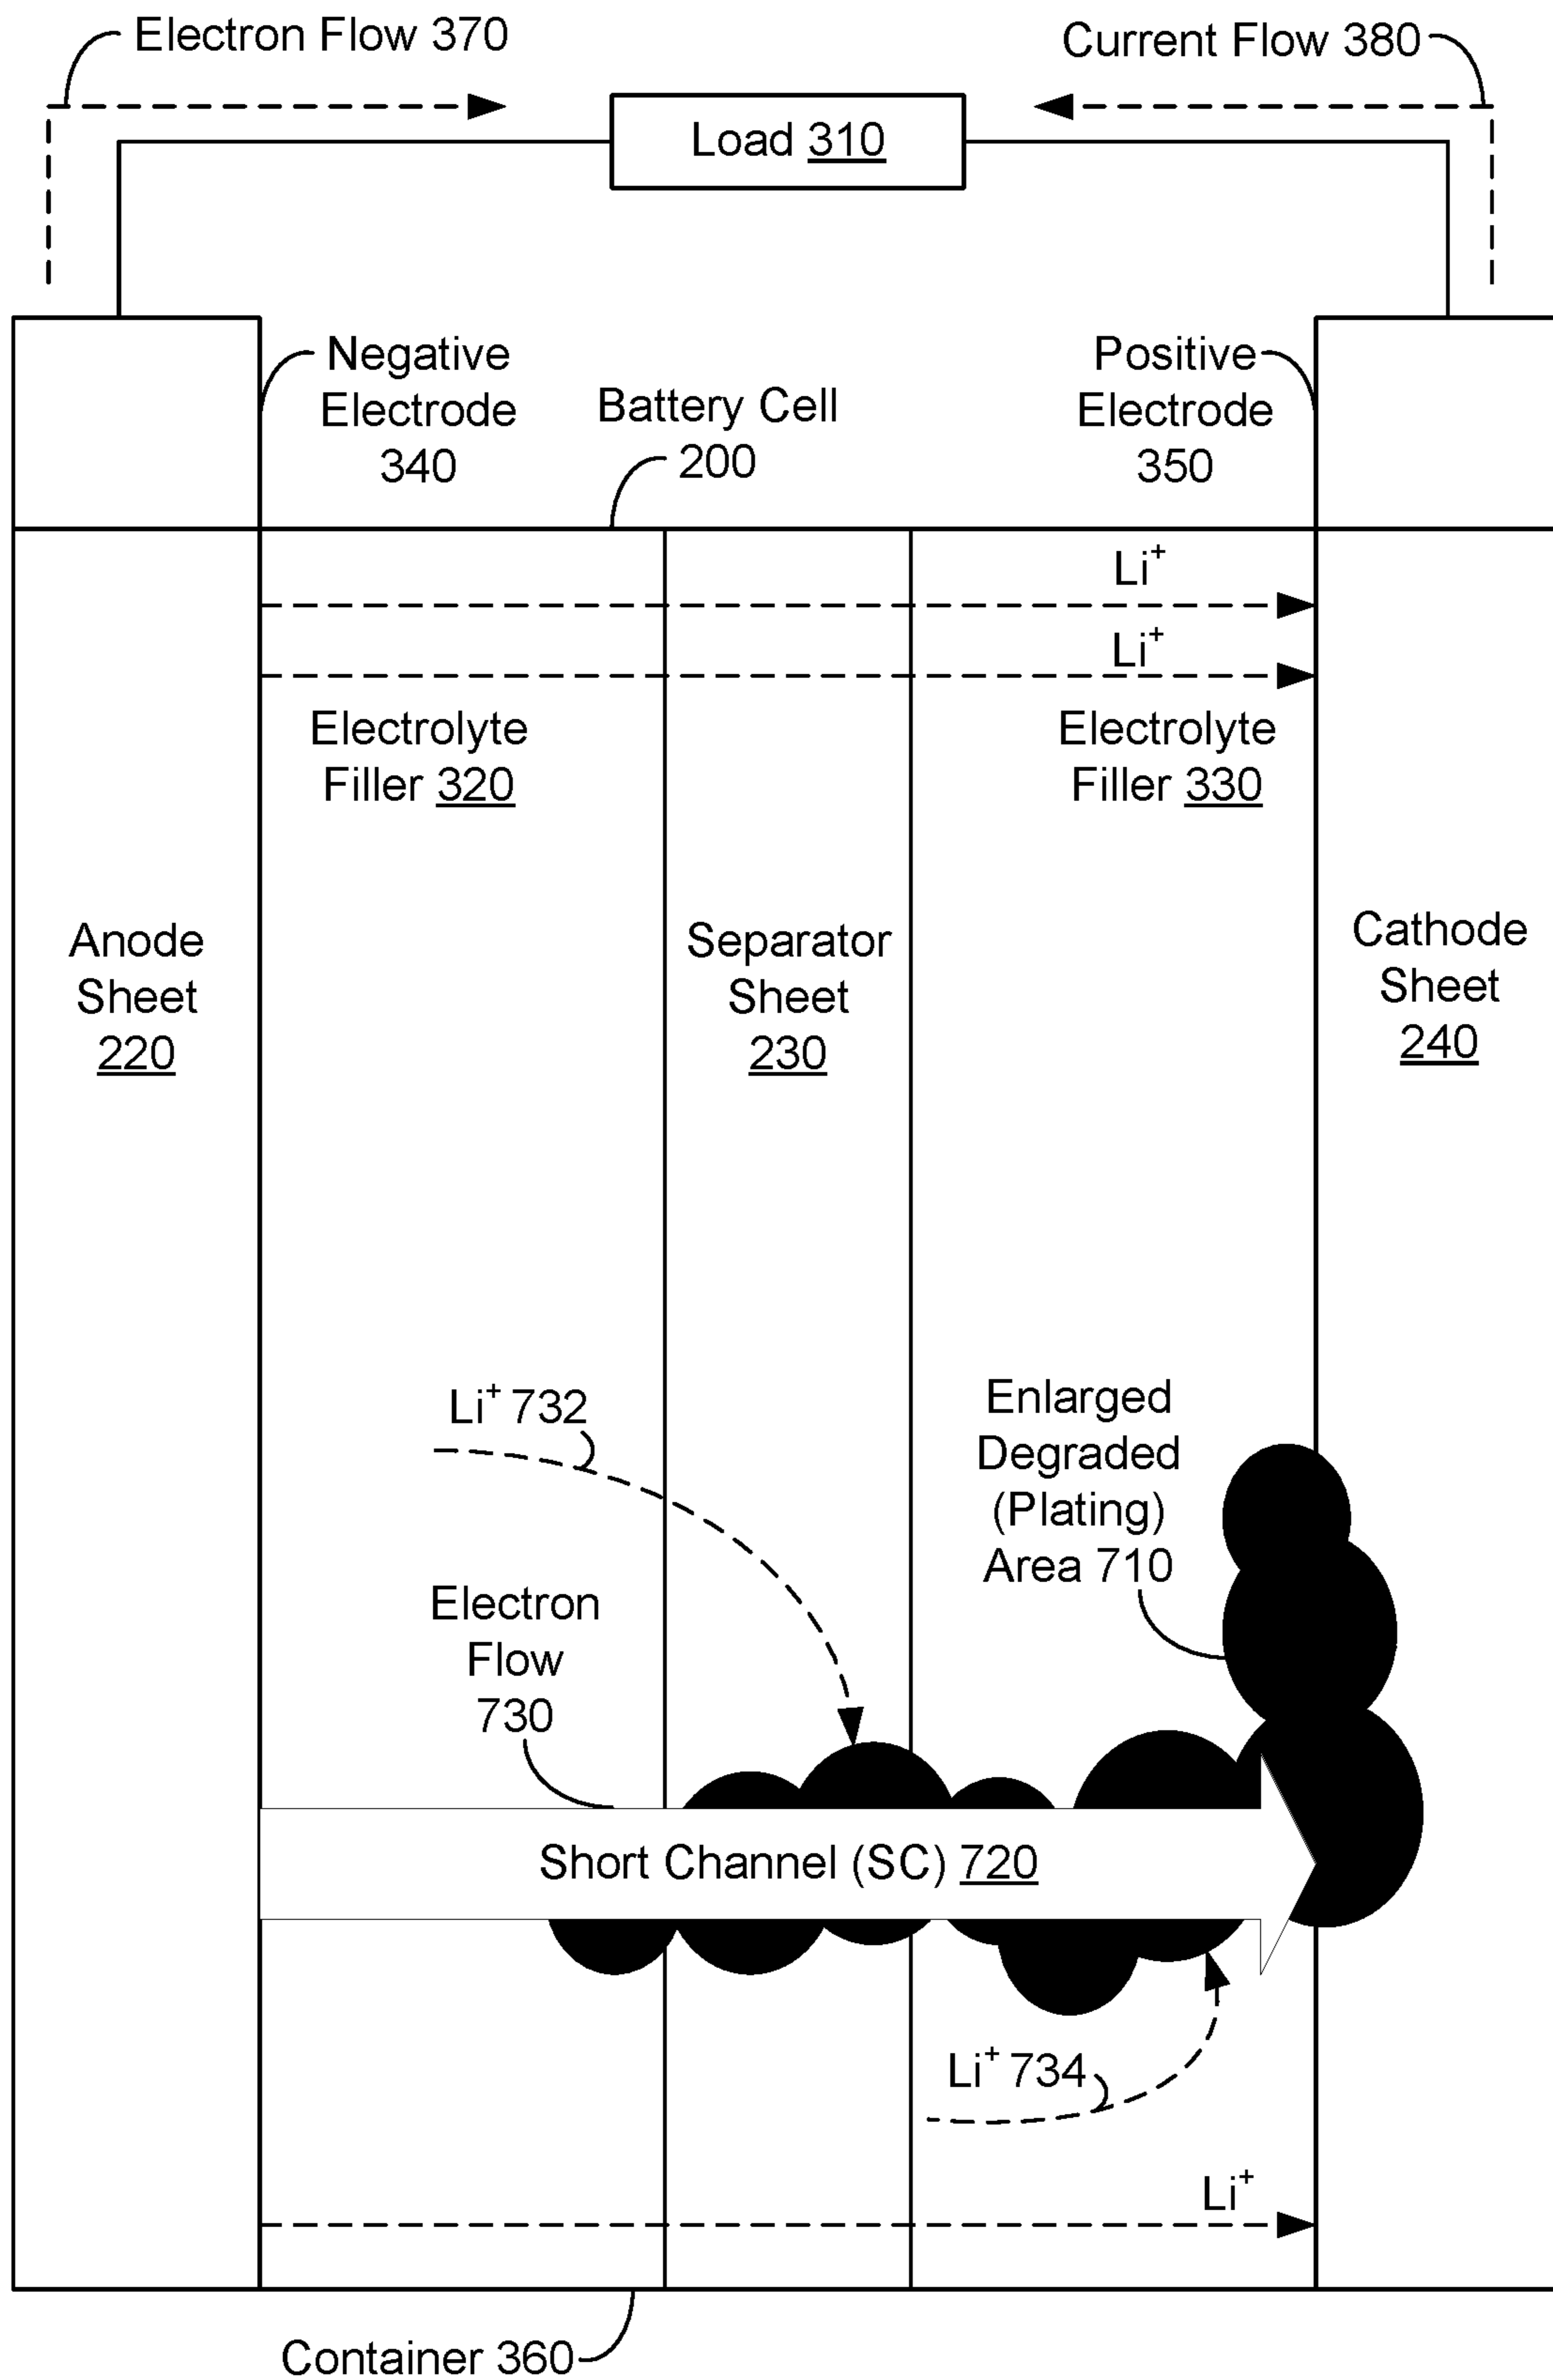 Electron Flow 370
Current Flow 380
Load 310
Negative
Electrode
340
Battery Cell
200
Positive
Electrode
350
Li+
Li+
Electrolyte
Filler 320
Electrolyte
Filler 330
Anode
Sheet
220
Separator
Sheet
230
Cathode
Sheet
240
Li+ 732
Enlarged
Degraded
(Plating)
Area 710
Electron
Flow
730
Short Channel (SC) 720
Li+ 734
Li+
Container 360